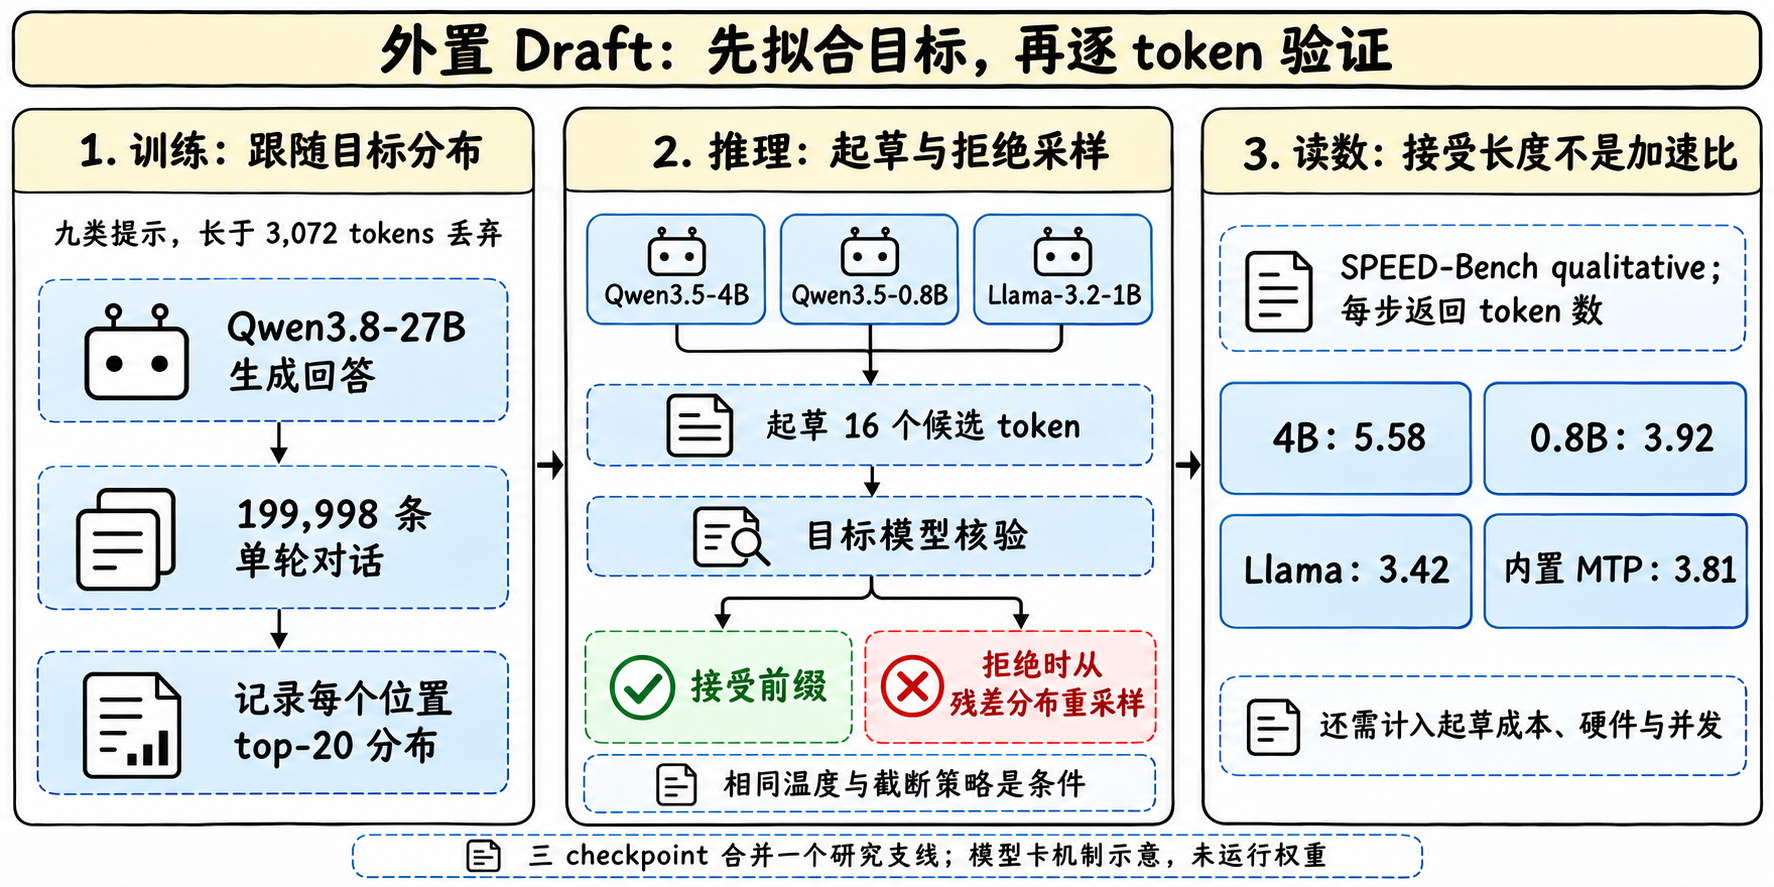 外置 Draft：先拟合目标，再逐 token 验证
1. 训练：跟随目标分布
九类提示，长于 3,072 tokens 丢弃
Qwen3.8-27B
生成回答
199,998 条
单轮对话
记录每个位置
top-20 分布
2. 推理：起草与拒绝采样
Qwen3.5-4B
Qwen3.5-0.8B
Llama-3.2-1B
起草 16 个候选 token
目标模型核验
接受前缀
拒绝时从
残差分布重采样
相同温度与截断策略是条件
3. 读数：接受长度不是加速比
SPEED-Bench qualitative；
每步返回 token 数
4B：5.58
0.8B：3.92
Llama：3.42
内置 MTP：3.81
还需计入起草成本、硬件与并发
三 checkpoint 合并一个研究支线；模型卡机制示意，未运行权重